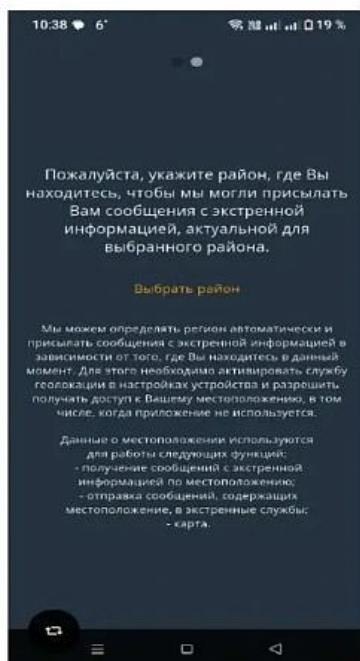 10:38 6° 19 %
Пожалуйста, укажите район, где Вы
находитесь, чтобы мы могли присылать
Вам сообщения с экстренной
информацией, актуальной для
выбранного района.
Выбрать район
Мы можем определять регион автоматически и
присылать сообщения с экстренной информацией в
зависимости от того, где Вы находитесь в данный
момент. Для этого необходимо активировать службу
геолокации в настройках устройства и разрешить
получать доступ к Вашему местоположению, в том
числе, когда приложение не используется.
Данные о местоположении используются
для работы следующих функций:
- получение сообщений с экстренной
информацией по местоположению;
- отправка сообщений, содержащих
местоположение, в экстренные службы;
- карта.